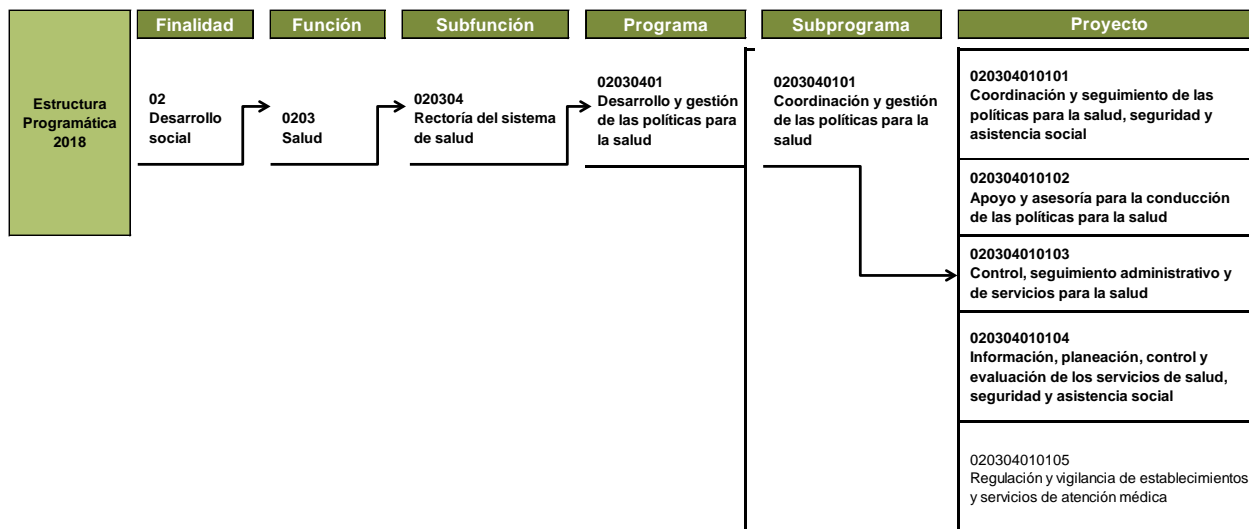 Finalidad
Función
Subfunción
Programa
Subprograma
Proyecto
Estructura
Programática
2018
02
Desarrollo
social
0203
Salud
020304
Rectoría del sistema
de salud
02030401
Desarrollo y gestión
de las políticas para
la salud
0203040101
Coordinación y gestión
de las políticas para la
salud
020304010101
Coordinación y seguimiento de las
políticas para la salud, seguridad y
asistencia social
020304010102
Apoyo y asesoría para la conducción
de las políticas para la salud
020304010103
Control, seguimiento administrativo y
de servicios para la salud
020304010104
Información, planeación, control y
evaluación de los servicios de salud,
seguridad y asistencia social
020304010105
Regulación y vigilancia de establecimientos
y servicios de atención médica